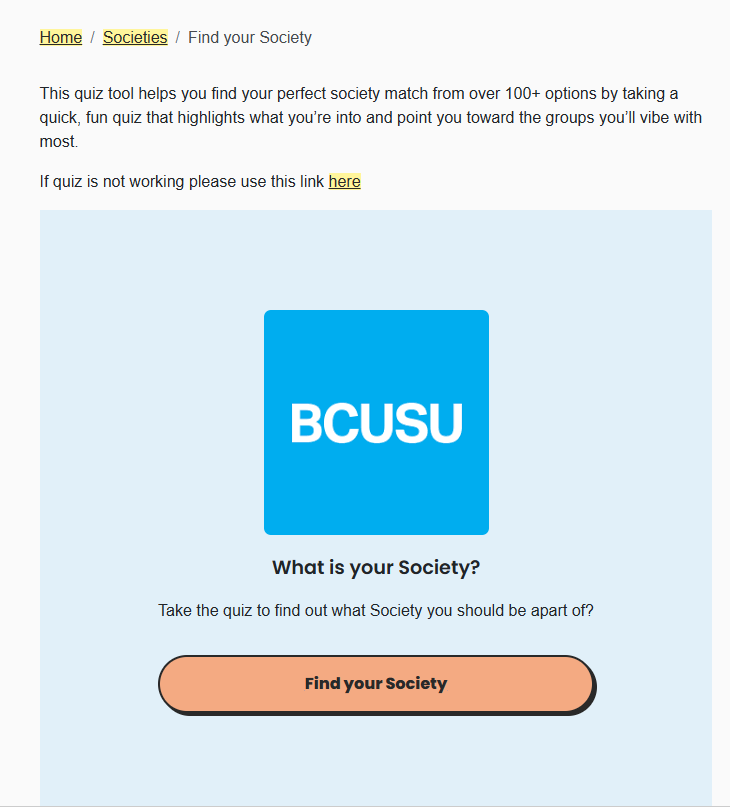 Home / Societies / Find your Society
This quiz tool helps you find your perfect society match from over 100+ options by taking a
quick, fun quiz that highlights what you’re into and point you toward the groups you’ll vibe with
most.
If quiz is not working please use this link here
BCUSU
What is your Society?
Take the quiz to find out what Society you should be apart of?
Find your Society